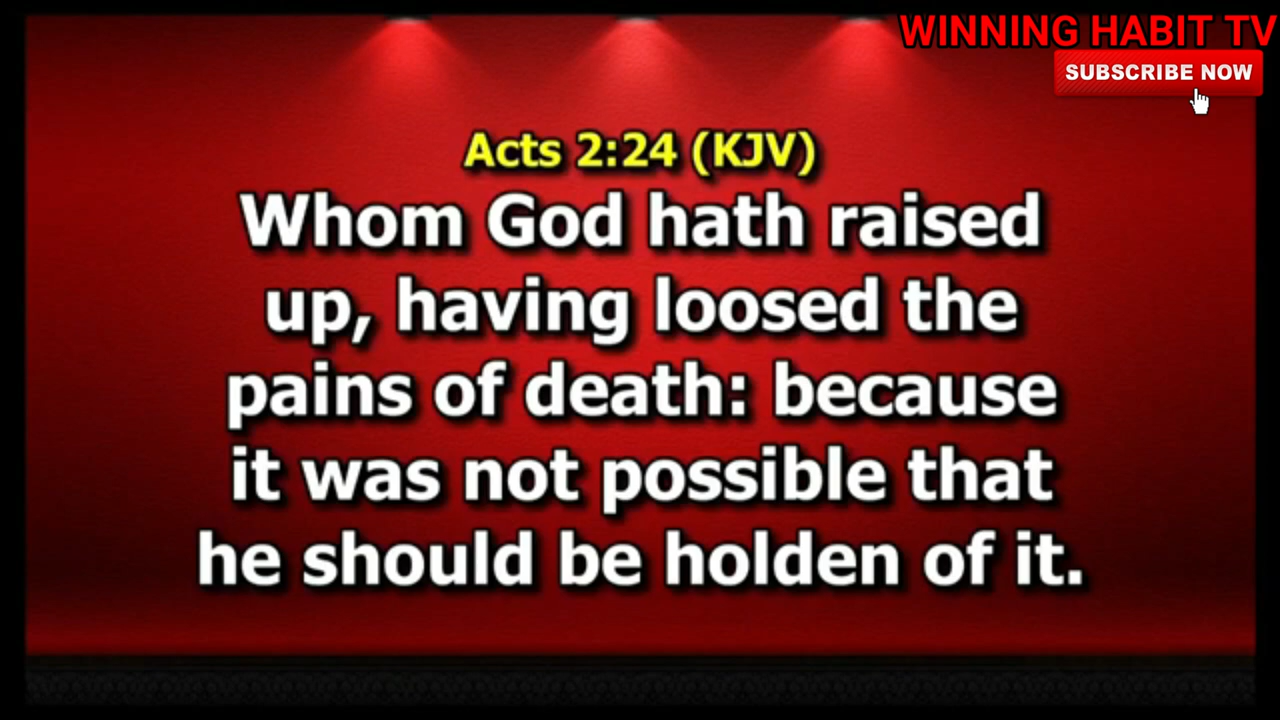 WINNING HABIT TV
SUBSCRIBE NOW
Acts 2:24 (KJV)
Whom God hath raised
up, having loosed the
pains of death: because
it was not possible that
he should be holden of it.